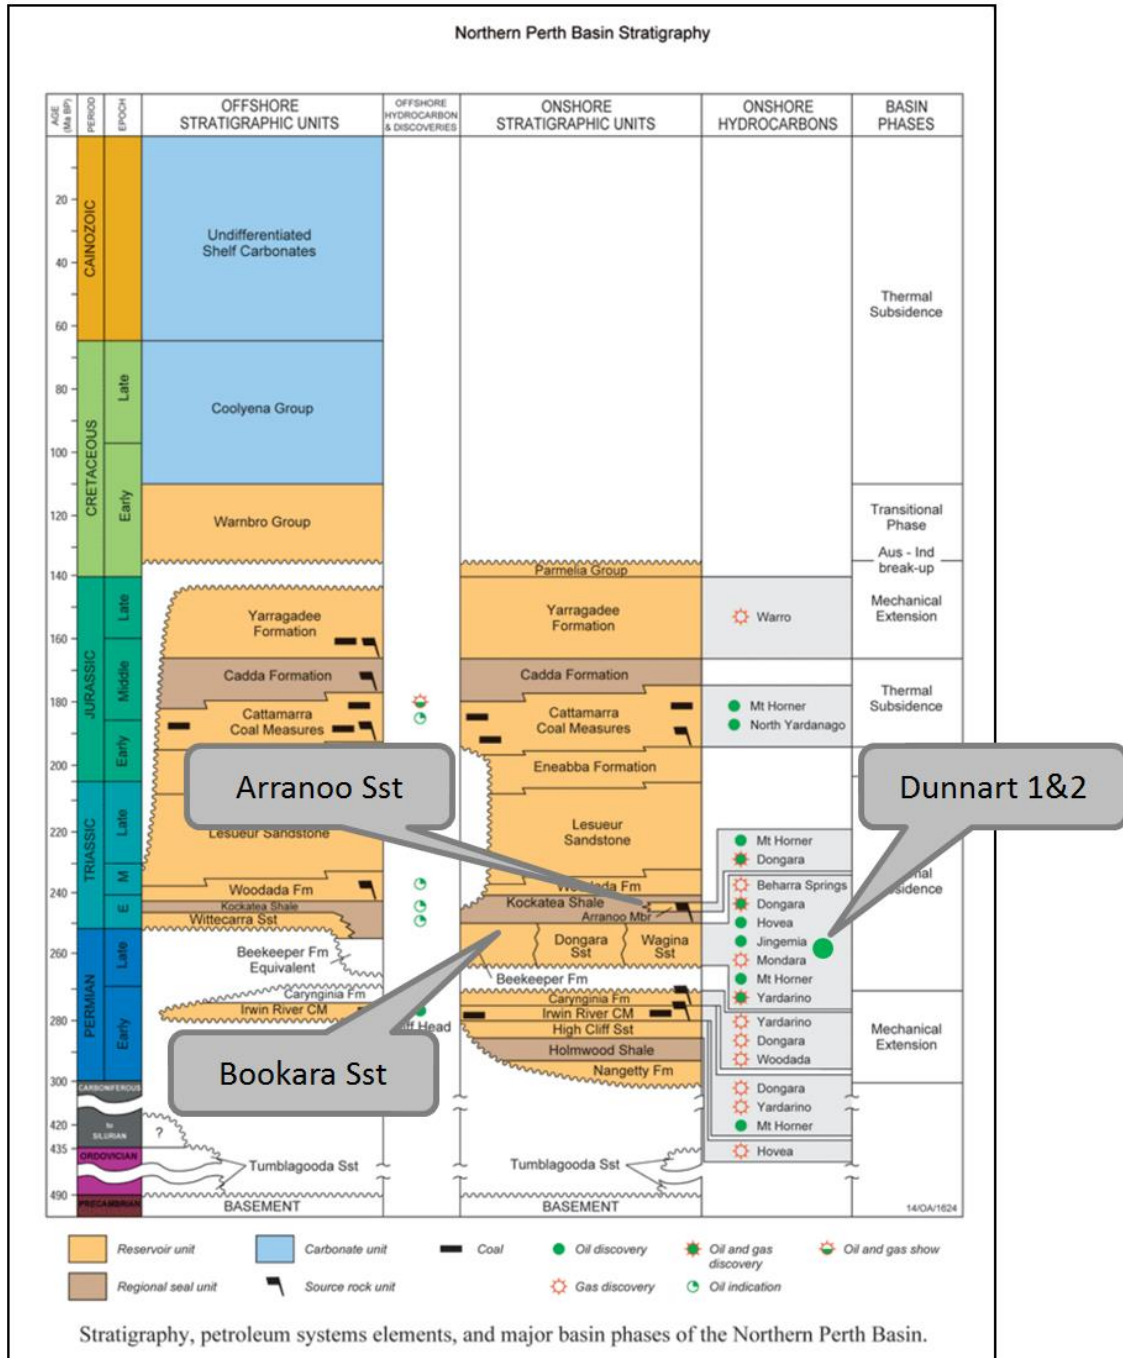 Northern Perth Basin Stratigraphy
AGE
(Ma BP)
PERIOD
EPOCH
OFFSHORE
STRATIGRAPHIC UNITS
OFFSHORE
HYDROCARBON
& DISCOVERIES
ONSHORE
STRATIGRAPHIC UNITS
ONSHORE
HYDROCARBONS
BASIN
PHASES
20
40
60
80
100
120
140
160
180
200
220
240
250
260
280
300
420
435
490
CAINOZOIC
CRETACEOUS
JURASSIC
TRIASSIC
PERMIAN
CARBONIFEROUS
to
SILURIAN
ORDOVICIAN
PRECAMBRIAN
Late
Early
Late
Middle
Early
Late
M
E
Late
Early
Undifferentiated
Shelf Carbonates
Coolyena Group
Warnbro Group
Yarragadee
Formation
Cadda Formation
Cattamarra
Coal Measures
Lesueur Sandstone
Woodada Fm
Kockatea Shale
Wittecarra Sst
Beekeeper Fm
Equivalent
Carynginia Fm
Irwin River CM
?
Tumblagooda Sst
BASEMENT
Head
Parmelia Group
Yarragadee
Formation
Cadda Formation
Cattamarra
Coal Measures
Eneabba Formation
Lesueur
Sandstone
Woodada Fm
Kockatea Shale
Arranoo Mbr
Dongara
Sst
Wagina
Sst
Beekeeper Fm
Carynginia Fm
Irwin River CM
High Cliff Sst
Holmwood Shale
Nangetty Fm
Tumblagooda Sst
BASEMENT
Warro
Mt Horner
North Yardanago
Mt Horner
Dongara
Beharra Springs
Dongara
Hovea
Jingemia
Mondara
Mt Horner
Yardarino
Yardarino
Dongara
Woodada
Dongara
Yardarino
Mt Horner
Hovea
Thermal
Subsidence
Transitional
Phase
Aus - Ind
break-up
Mechanical
Extension
Thermal
Subsidence
Subsidence
Mechanical
Extension
14/OA/1624
Arranoo Sst
Dunnart 1&2
Bookara Sst
Reservoir unit
Carbonate unit
Coal
Oil discovery
Oil and gas
discovery
Oil and gas show
Regional seal unit
Source rock unit
Gas discovery
Oil indication
Stratigraphy, petroleum systems elements, and major basin phases of the Northern Perth Basin.